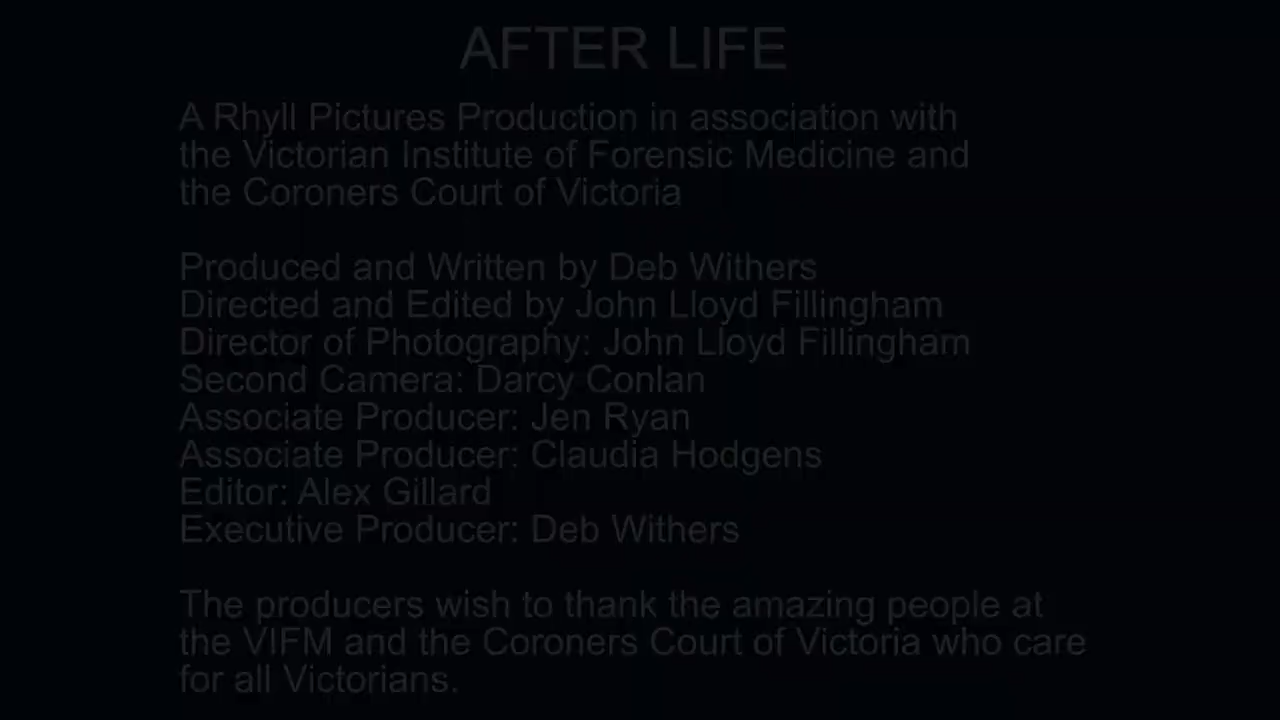 AFTER LIFE
A Rhyll Pictures Production in association with
the Victorian Institute of Forensic Medicine and
the Coroners Court of Victoria
Produced and Written by Deb Withers
Directed and Edited by John Lloyd Fillingham
Director of Photography: John Lloyd Fillingham
Second Camera: Darcy Conlan
Associate Producer: Jen Ryan
Associate Producer: Claudia Hodgens
Editor: Alex Gillard
Executive Producer: Deb Withers
The producers wish to thank the amazing people at
the VIFM and the Coroners Court of Victoria who care
for all Victorians.